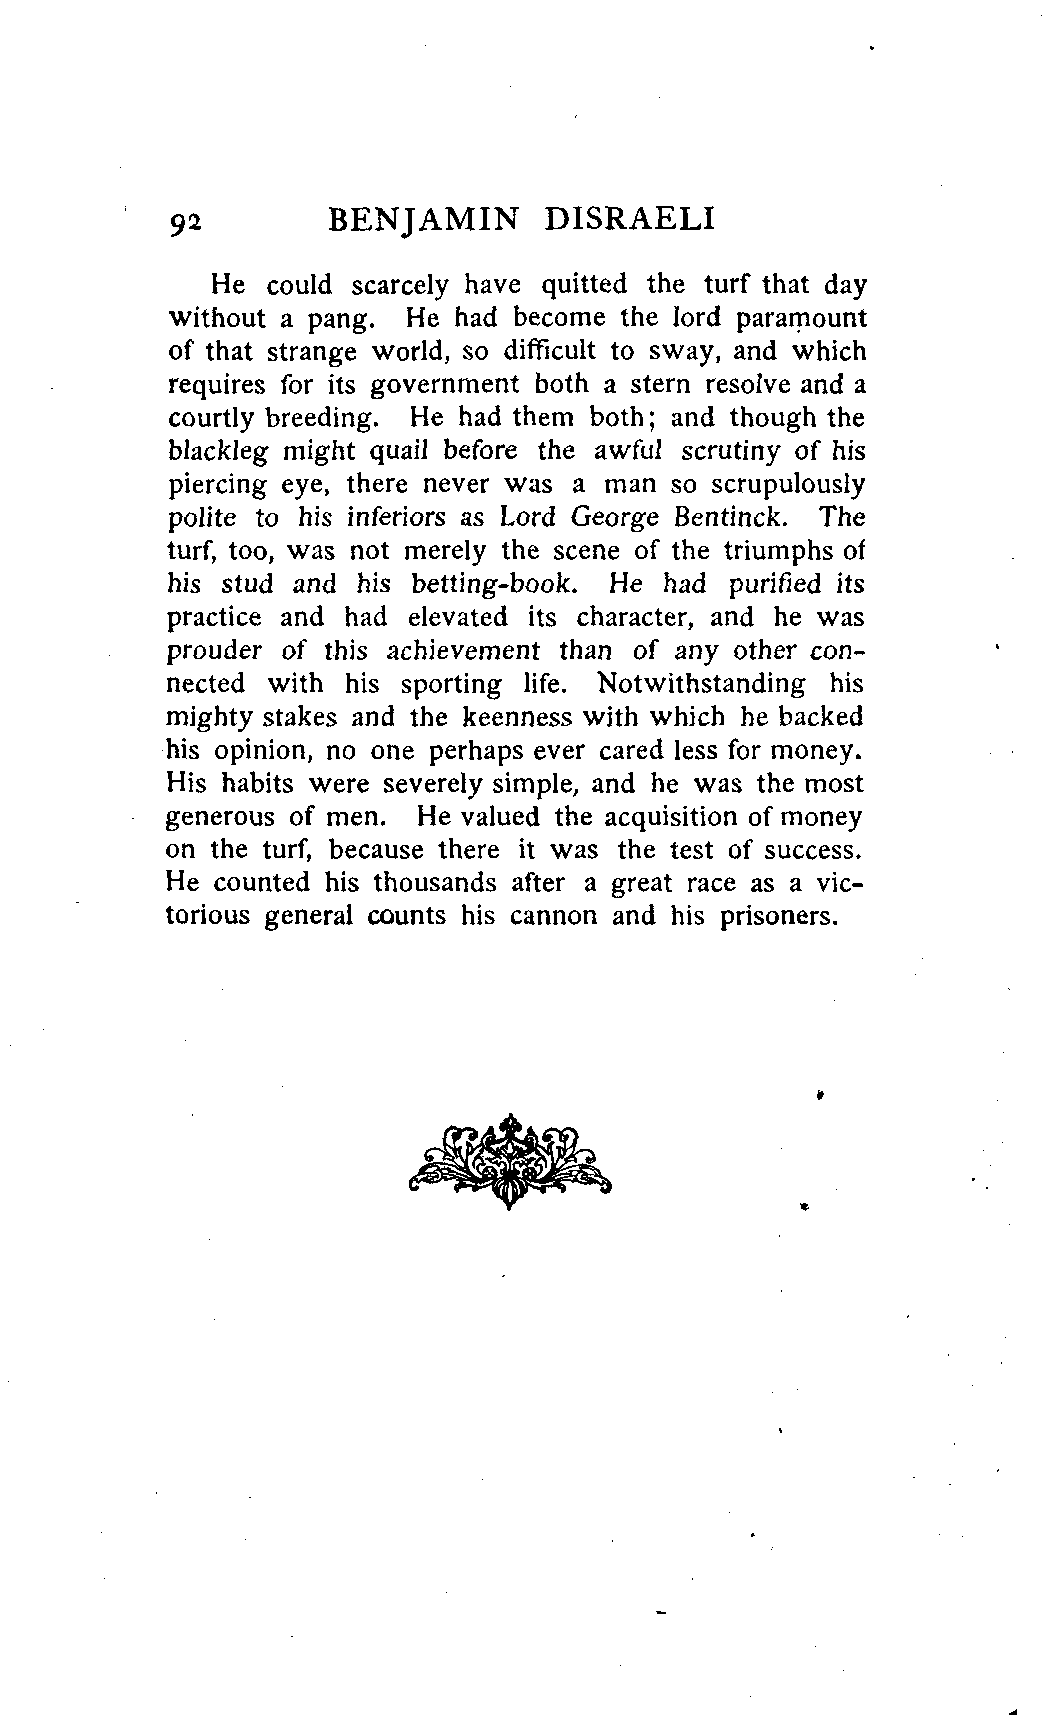 92 BENJAMIN DISRAELI
He could scarcely have quitted the turf that day
without a pang. He had become the lord paramount
of that strange world, so difficult to sway, and which
requires for its government both a stern resolve and a
courtly breeding. He had them both; and though the
blackleg might quail before the awful scrutiny of his
piercing eye, there never was a man so scrupulously
polite to his inferiors as Lord George Bentinck. The
turf, too, was not merely the scene of the triumphs of
his stud and his betting-book. He had purified its
practice and had elevated its character, and he was
prouder of this achievement than of any other con-
nected with his sporting life. Notwithstanding his
mighty stakes and the keenness with which he backed
his opinion, no one perhaps ever cared less for money.
His habits were severely simple, and he was the most
generous of men. He valued the acquisition of money
on the turf, because there it was the test of success.
He counted his thousands after a great race as a vic-
torious general counts his cannon and his prisoners.